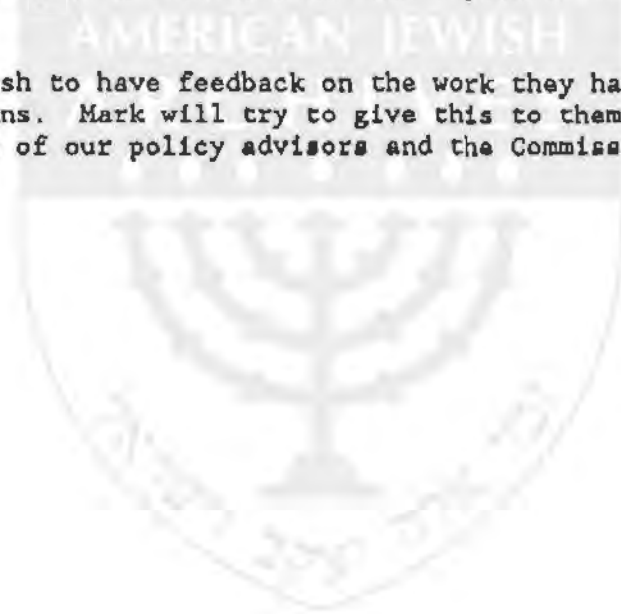 AMERICAN JEWISH
sh to have feedback on the work they ha
ns. Mark will try to give this to them
of our policy advisors and the Commiss